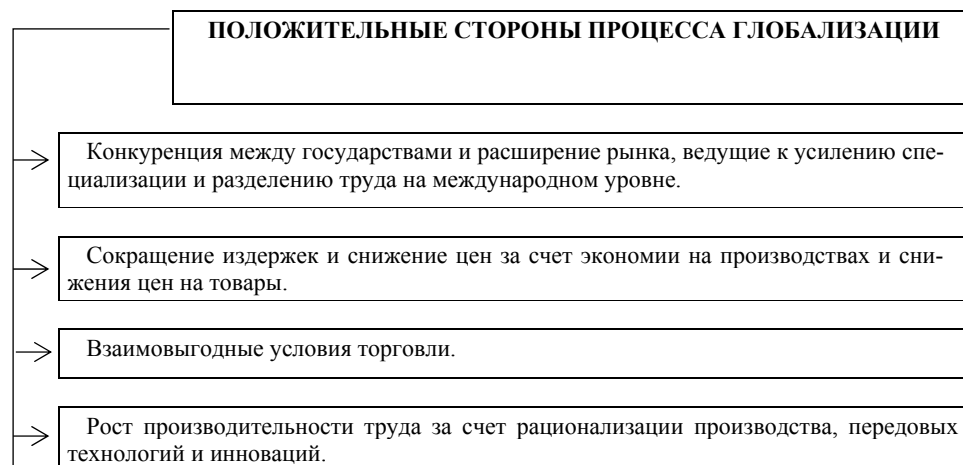 ПОЛОЖИТЕЛЬНЫЕ СТОРОНЫ ПРОЦЕССА ГЛОБАЛИЗАЦИИ
Конкуренция между государствами и расширение рынка, ведущие к усилению спе-
циализации и разделению труда на международном уровне.
Сокращение издержек и снижение цен за счет экономии на производствах и сни-
жения цен на товары.
Взаимовыгодные условия торговли.
Рост производительности труда за счет рационализации производства, передовых
технологий и инноваций.